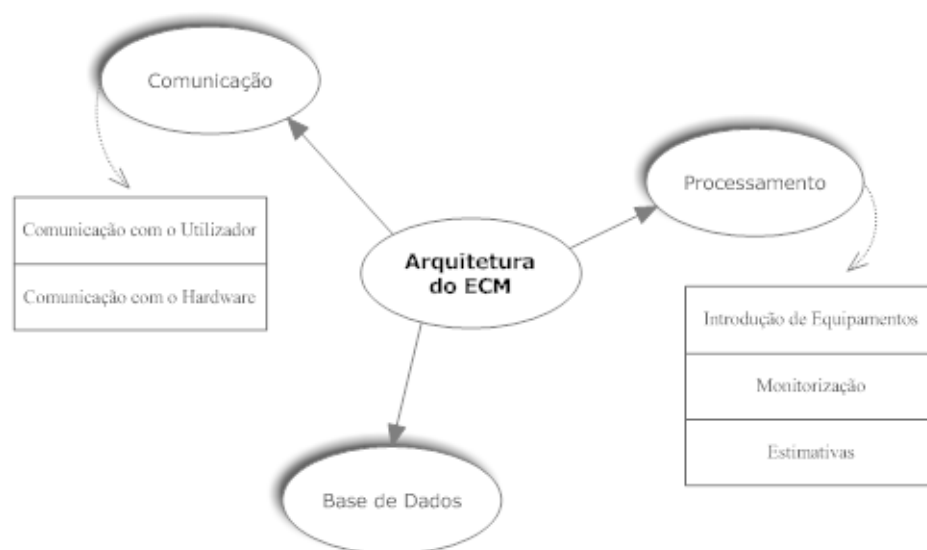 Comunicação
Processamento
Comunicação com o Utilizador
Comunicação com o Hardware
Arquitetura
do ECM
Introdução de Equipamentos
Monitorização
Estimativas
Base de Dados